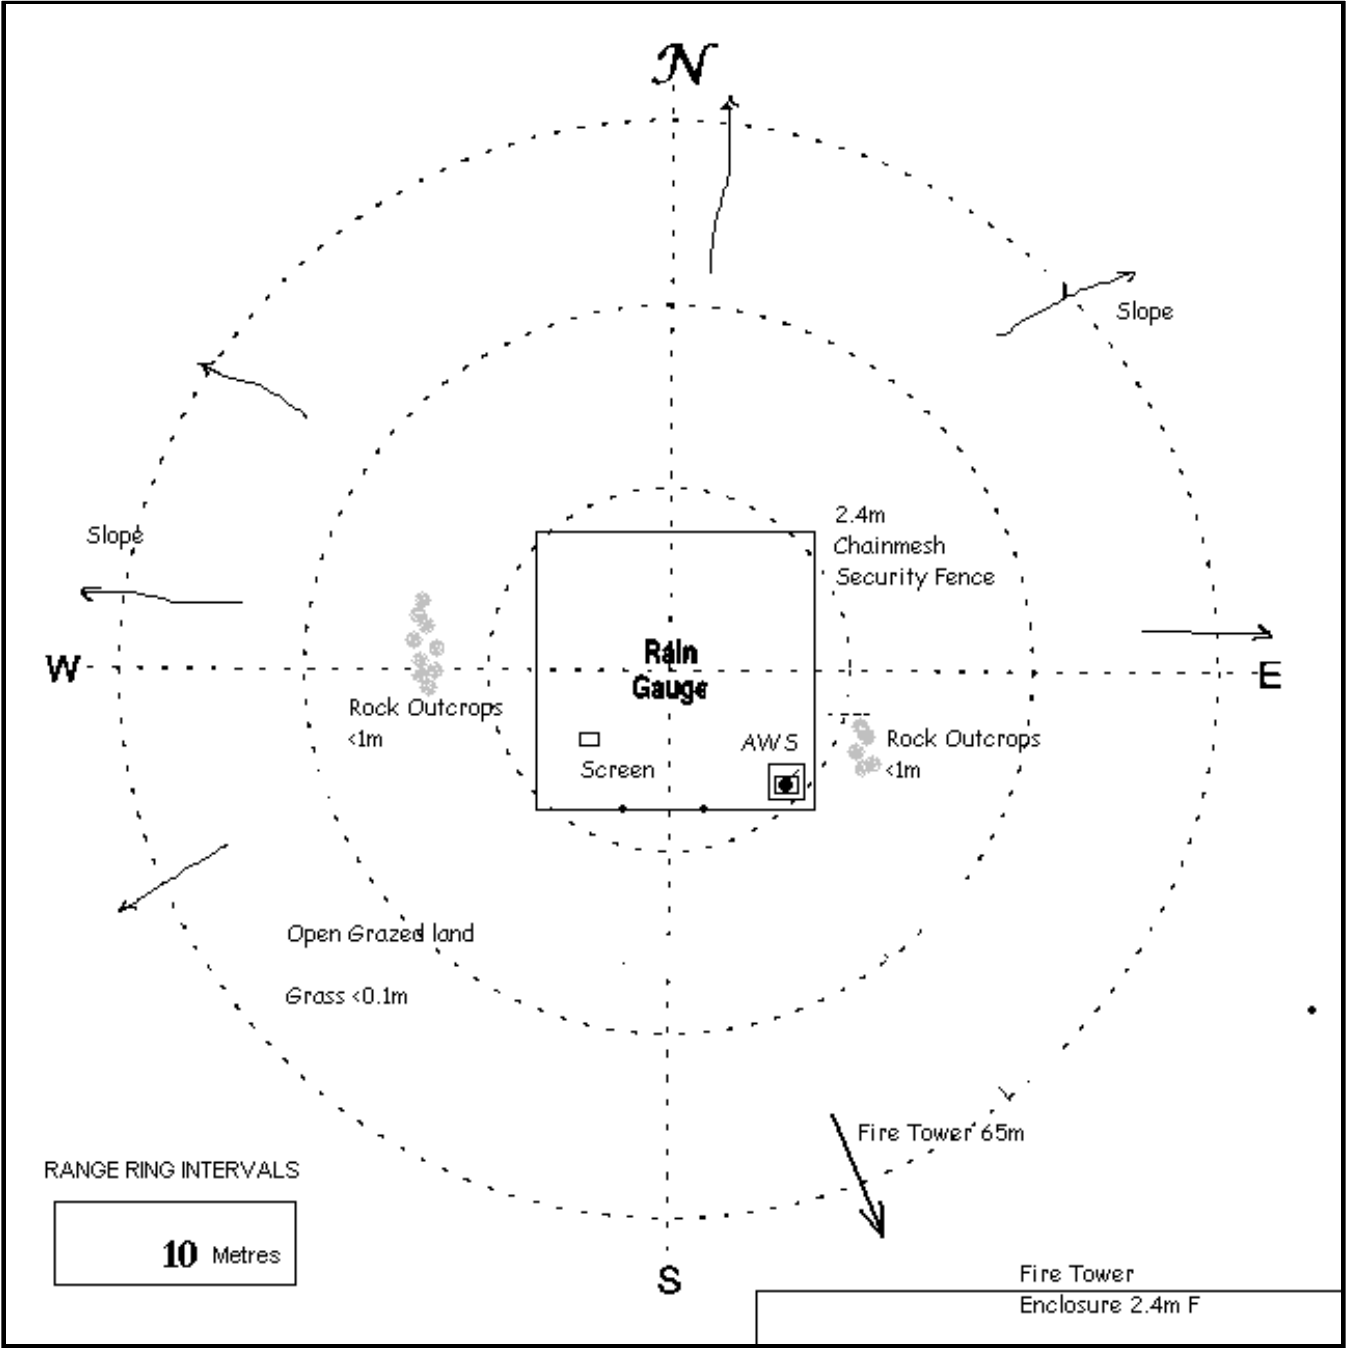 N
Slope
2.4m
Chainmesh
Security Fence
Slope
Rain
Gauge
W
E
Rock Outcrops
<1m
Screen
AWS
Rock Outcrops
<1m
Open Grazed land
Grass <0.1m
Fire Tower 65m
RANGE RING INTERVALS
10 Metres
S
Fire Tower
Enclosure 2.4m F